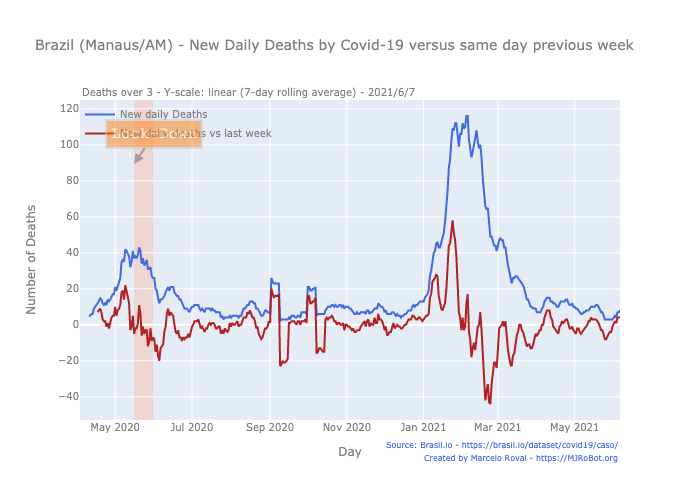 Brazil (Manaus/AM) - New Daily Deaths by Covid-19 versus same day previous week
Deaths over 3 - Y-scale: linear (7-day rolling average) - 2021/6/7
New daily Deaths
vs last week
120
100
80
60
40
20
0
−20
−40
Number of Deaths
May 2020
Jul 2020
Sep 2020
Nov 2020
Jan 2021
Mar 2021
May 2021
Day
Source: Brasil.io - https://brasil.io/dataset/covid19/caso/
Created by Marcelo Rovai - https://MJRoBot.org